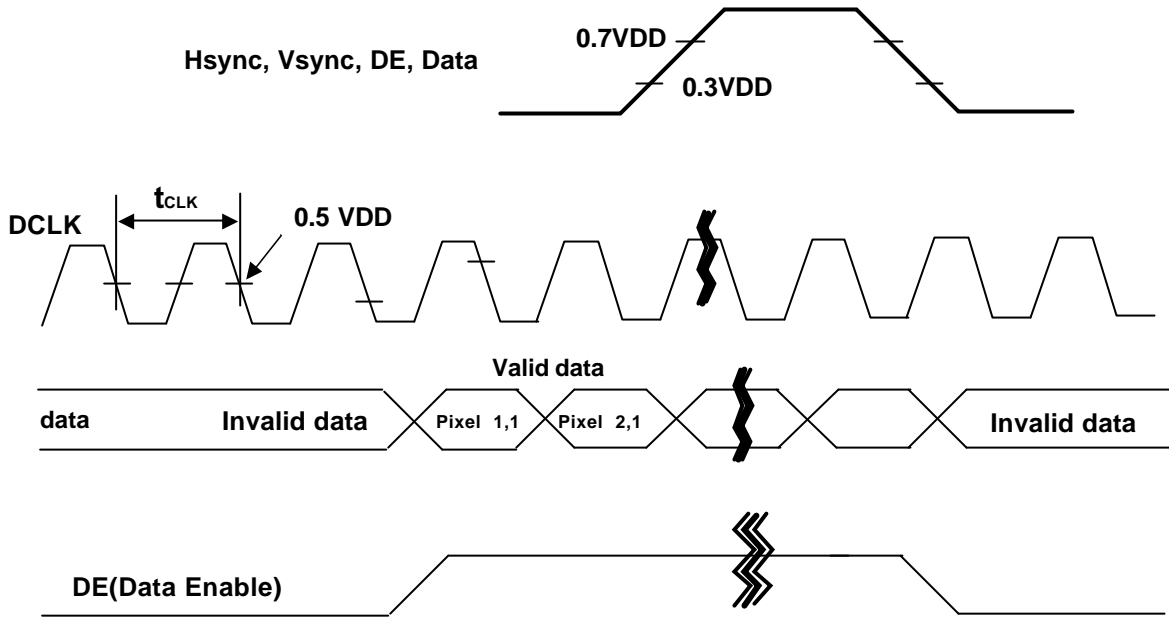 0.7VDD
Hsync, Vsync, DE, Data
0.3VDD
tCLK
0.5 VDD
DCLK
Valid data
data
Invalid data
Pixel 1,1
Pixel 2,1
Invalid data
DE(Data Enable)